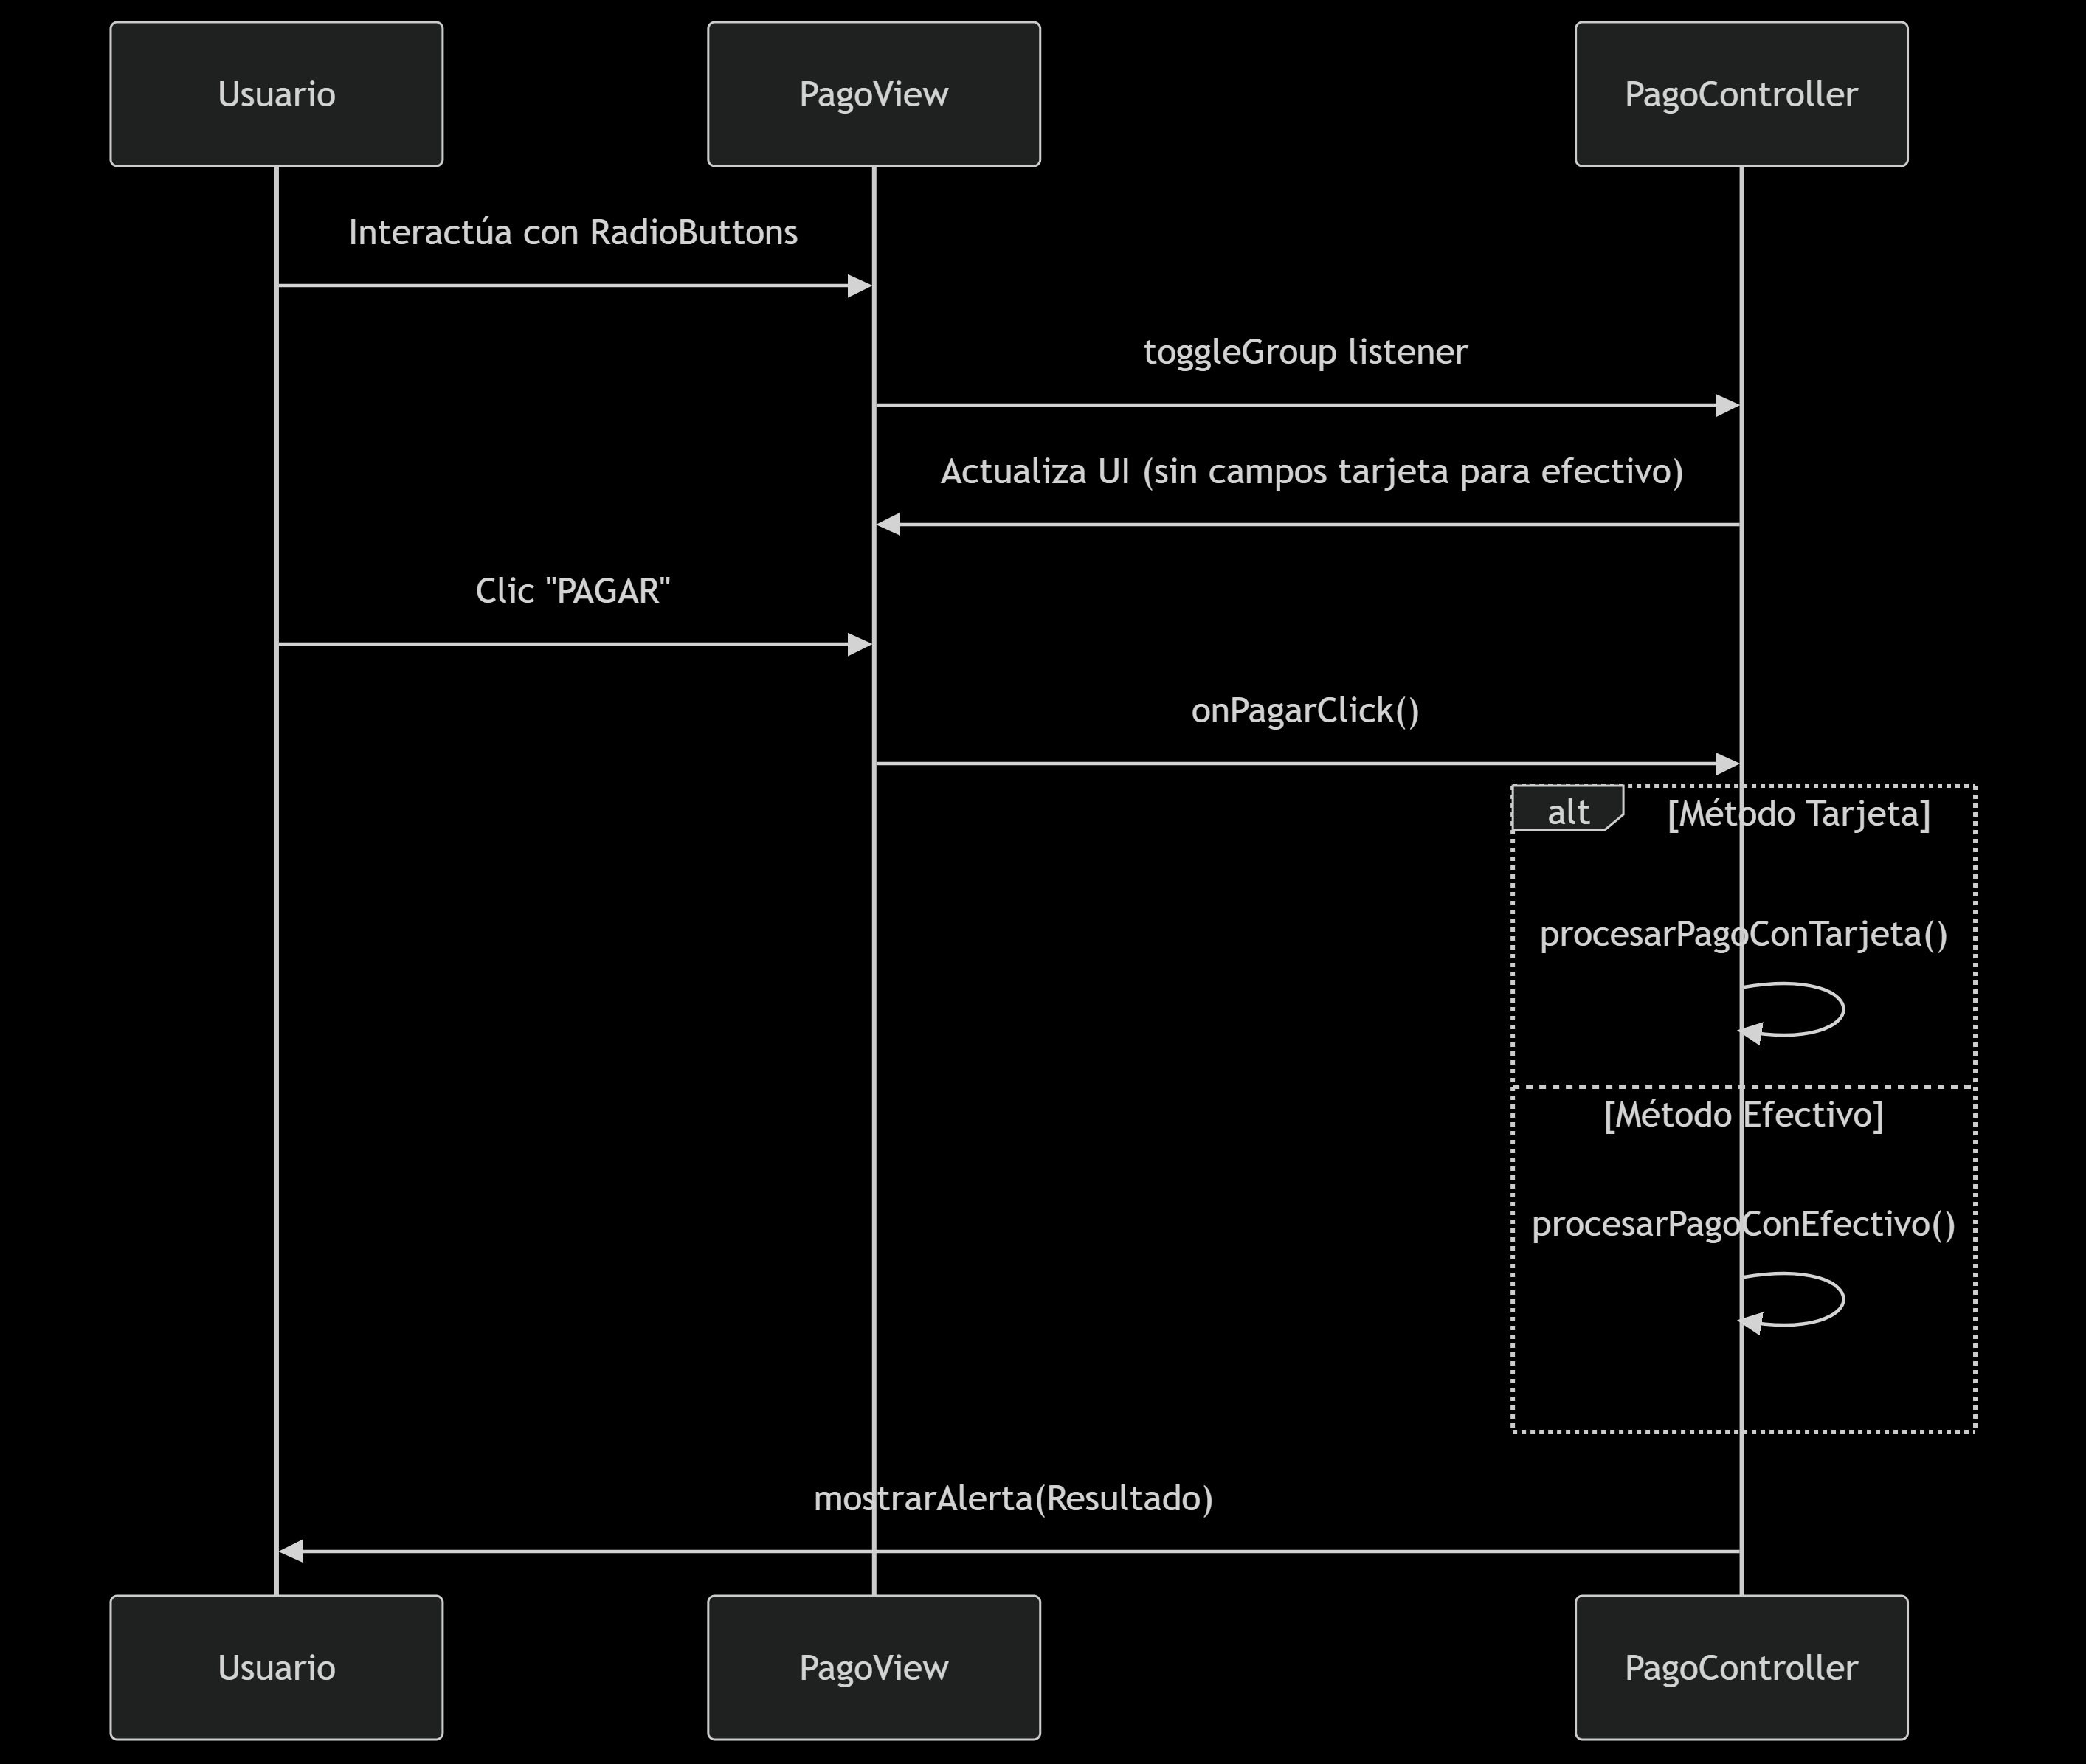 Usuario
PagoView
PagoController
Interactúa con RadioButtons
toggleGroup listener
Actualiza UI (sin campos tarjeta para efectivo)
Clic "PAGAR"
onPagarClick()
alt
[Método Tarjeta]
procesarPagoConTarjeta()
[Método Efectivo]
procesarPagoConEfectivo()
mostrarAlerta(Resultado)
Usuario
PagoView
PagoController